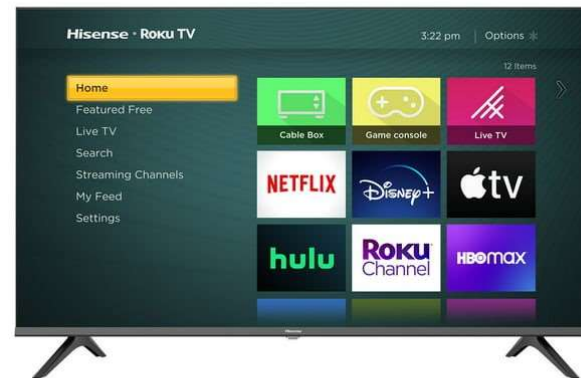 Hisense • Roku TV
3:22 pm | Options
12 Items
Home
Featured Free
Live TV
Search
Streaming Channels
My Feed
Settings
Cable Box
Game console
Live TV
NETFLIX
Disney+
tv
hulu
Roku
Channel
HBOmax
Hisense